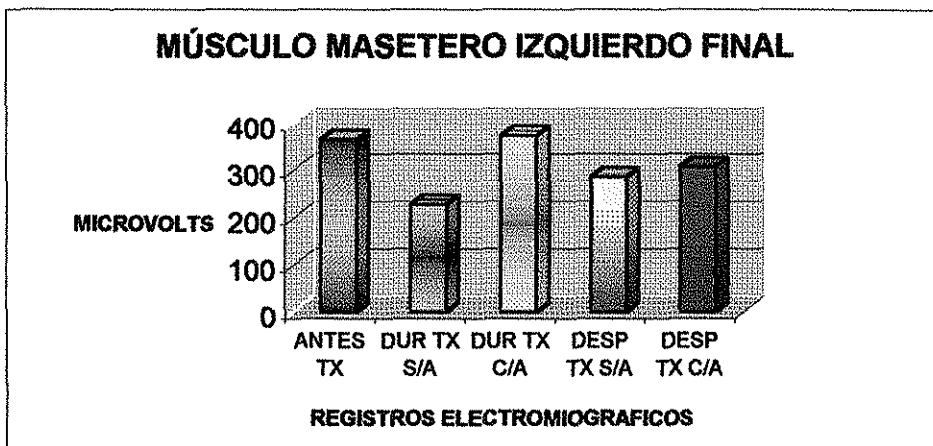 MÚSCULO MASETERO IZQUIERDO FINAL
400
300
MICROVOLTS 200
100
0
ANTES TX
DUR TX S/A
DUR TX C/A
DESP TX S/A
DESP TX C/A
REGISTROS ELECTROMIOGRAFICOS